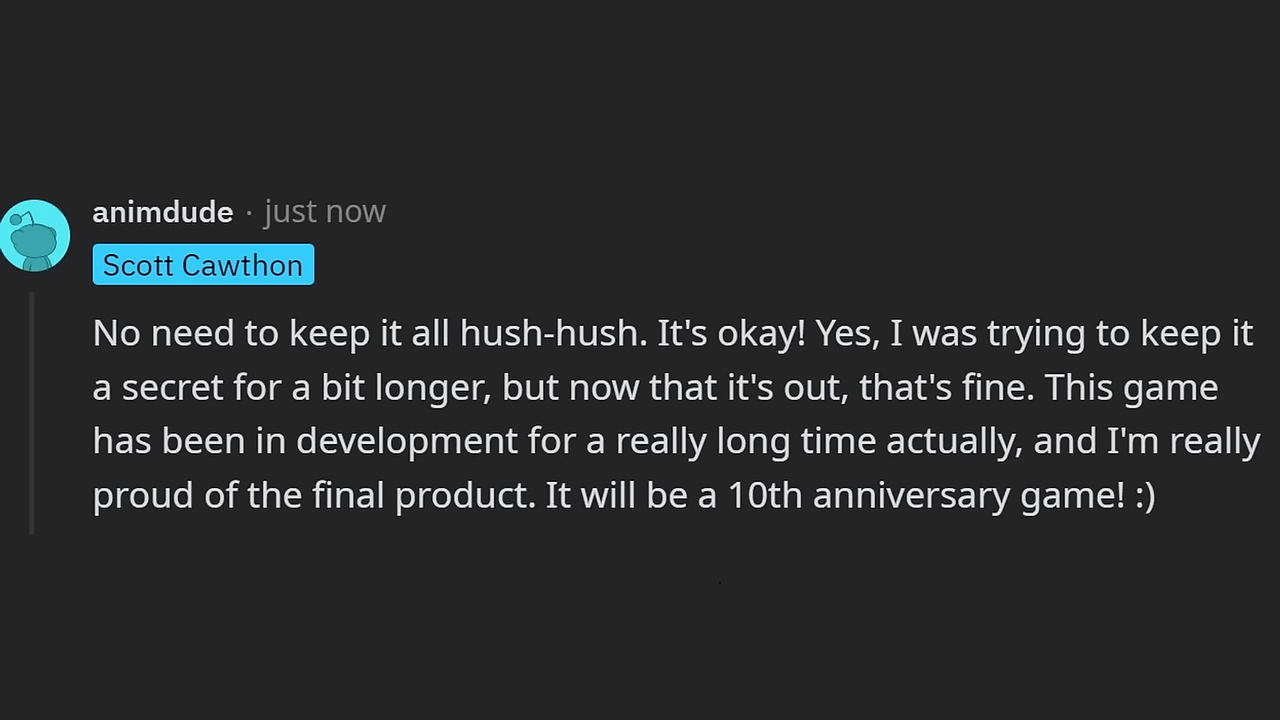 animdude · just now
Scott Cawthon
No need to keep it all hush-hush. It's okay! Yes, I was trying to keep it
a secret for a bit longer, but now that it's out, that's fine. This game
has been in development for a really long time actually, and I'm really
proud of the final product. It will be a 10th anniversary game! :)